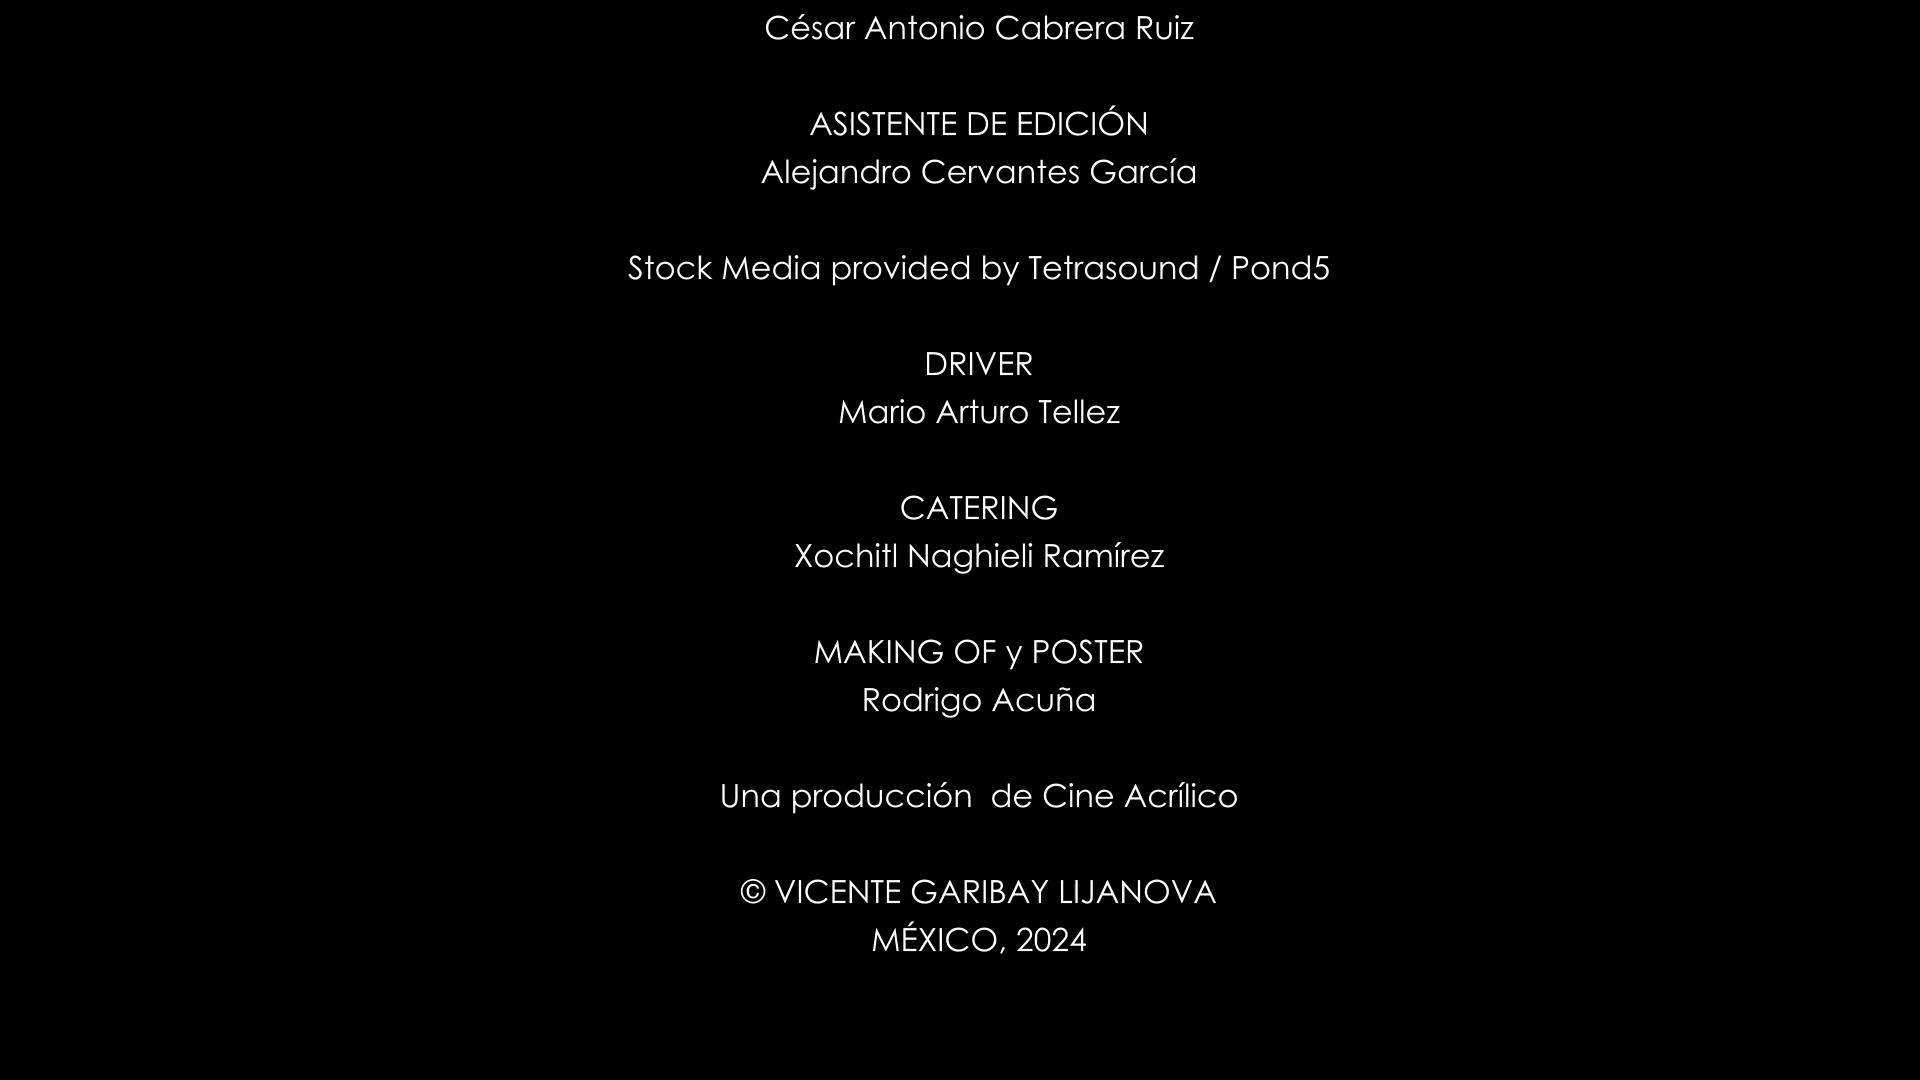 César Antonio Cabrera Ruiz
ASISTENTE DE EDICIÓN
Alejandro Cervantes García
Stock Media provided by Tetrasound / Pond5
DRIVER
Mario Arturo Tellez
CATERING
Xochitl Naghieli Ramírez
MAKING OF y POSTER
Rodrigo Acuña
Una producción  de Cine Acrílico
© VICENTE GARIBAY LIJANOVA
MÉXICO, 2024